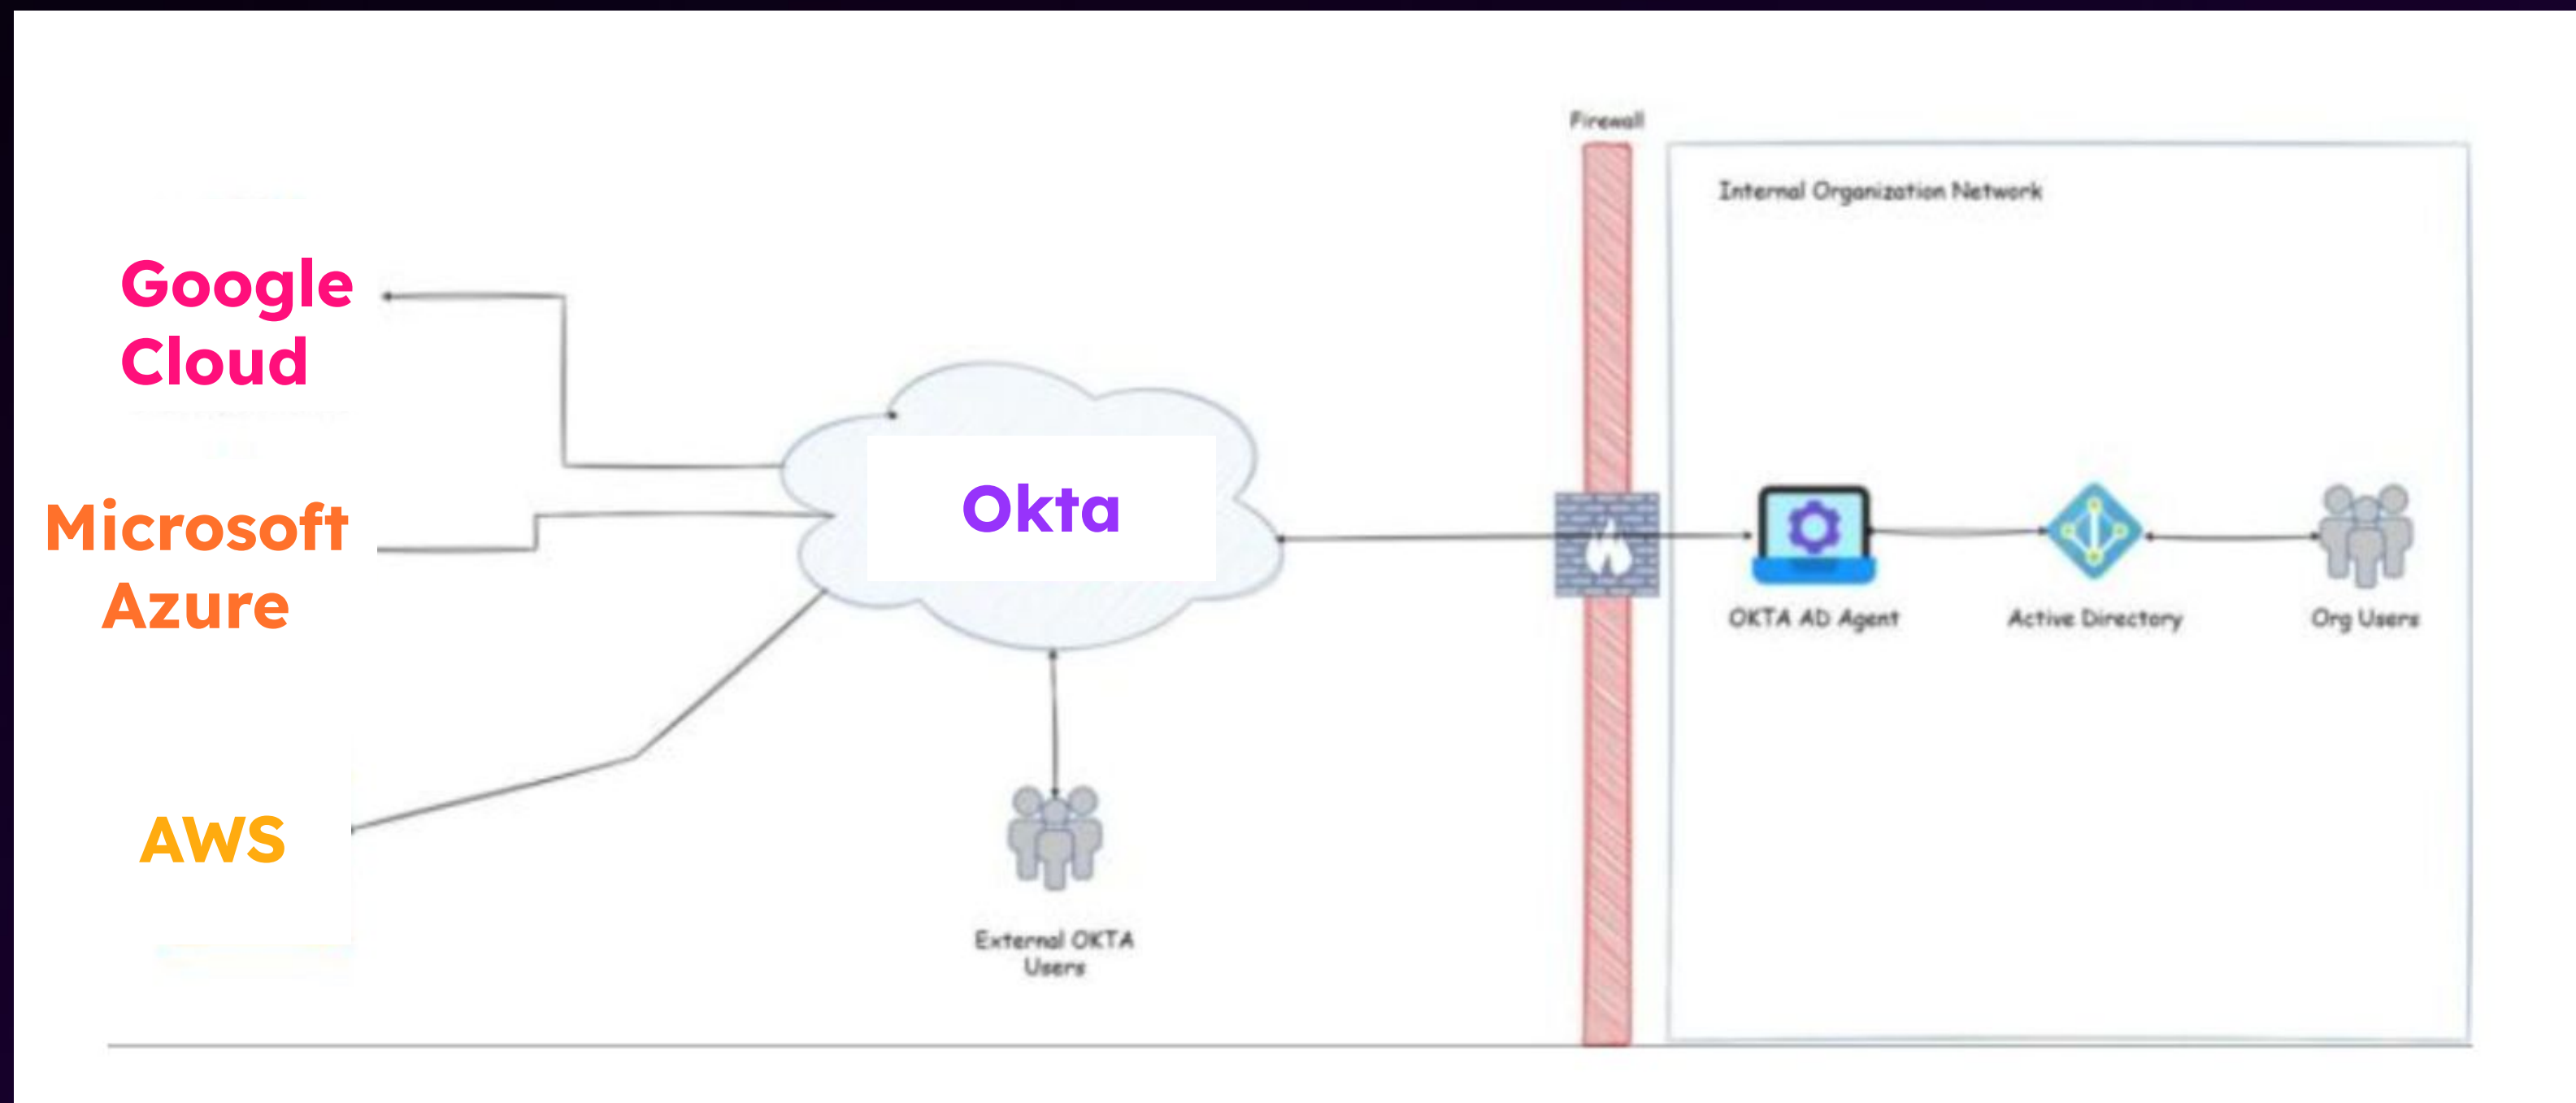 Firewall
Internal Organization Network
Google
Cloud
Okta
Microsoft
Azure
OKTA AD Agent
Active Directory
Org Users
AWS
External OKTA
Users